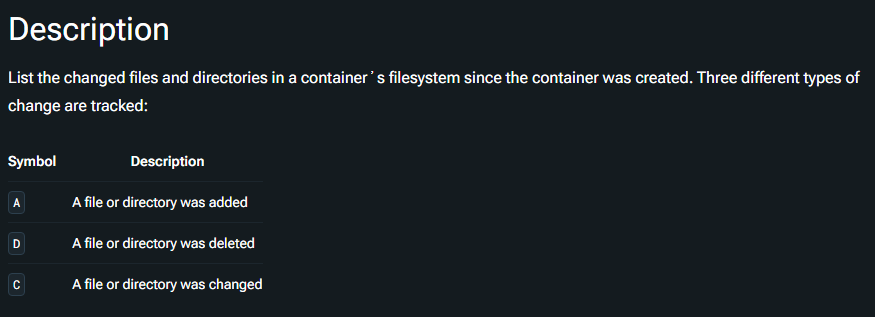 Description
List the changed files and directories in a container's filesystem since the container was created. Three different types of
change are tracked:
Symbol Description
A A file or directory was added
D A file or directory was deleted
C A file or directory was changed